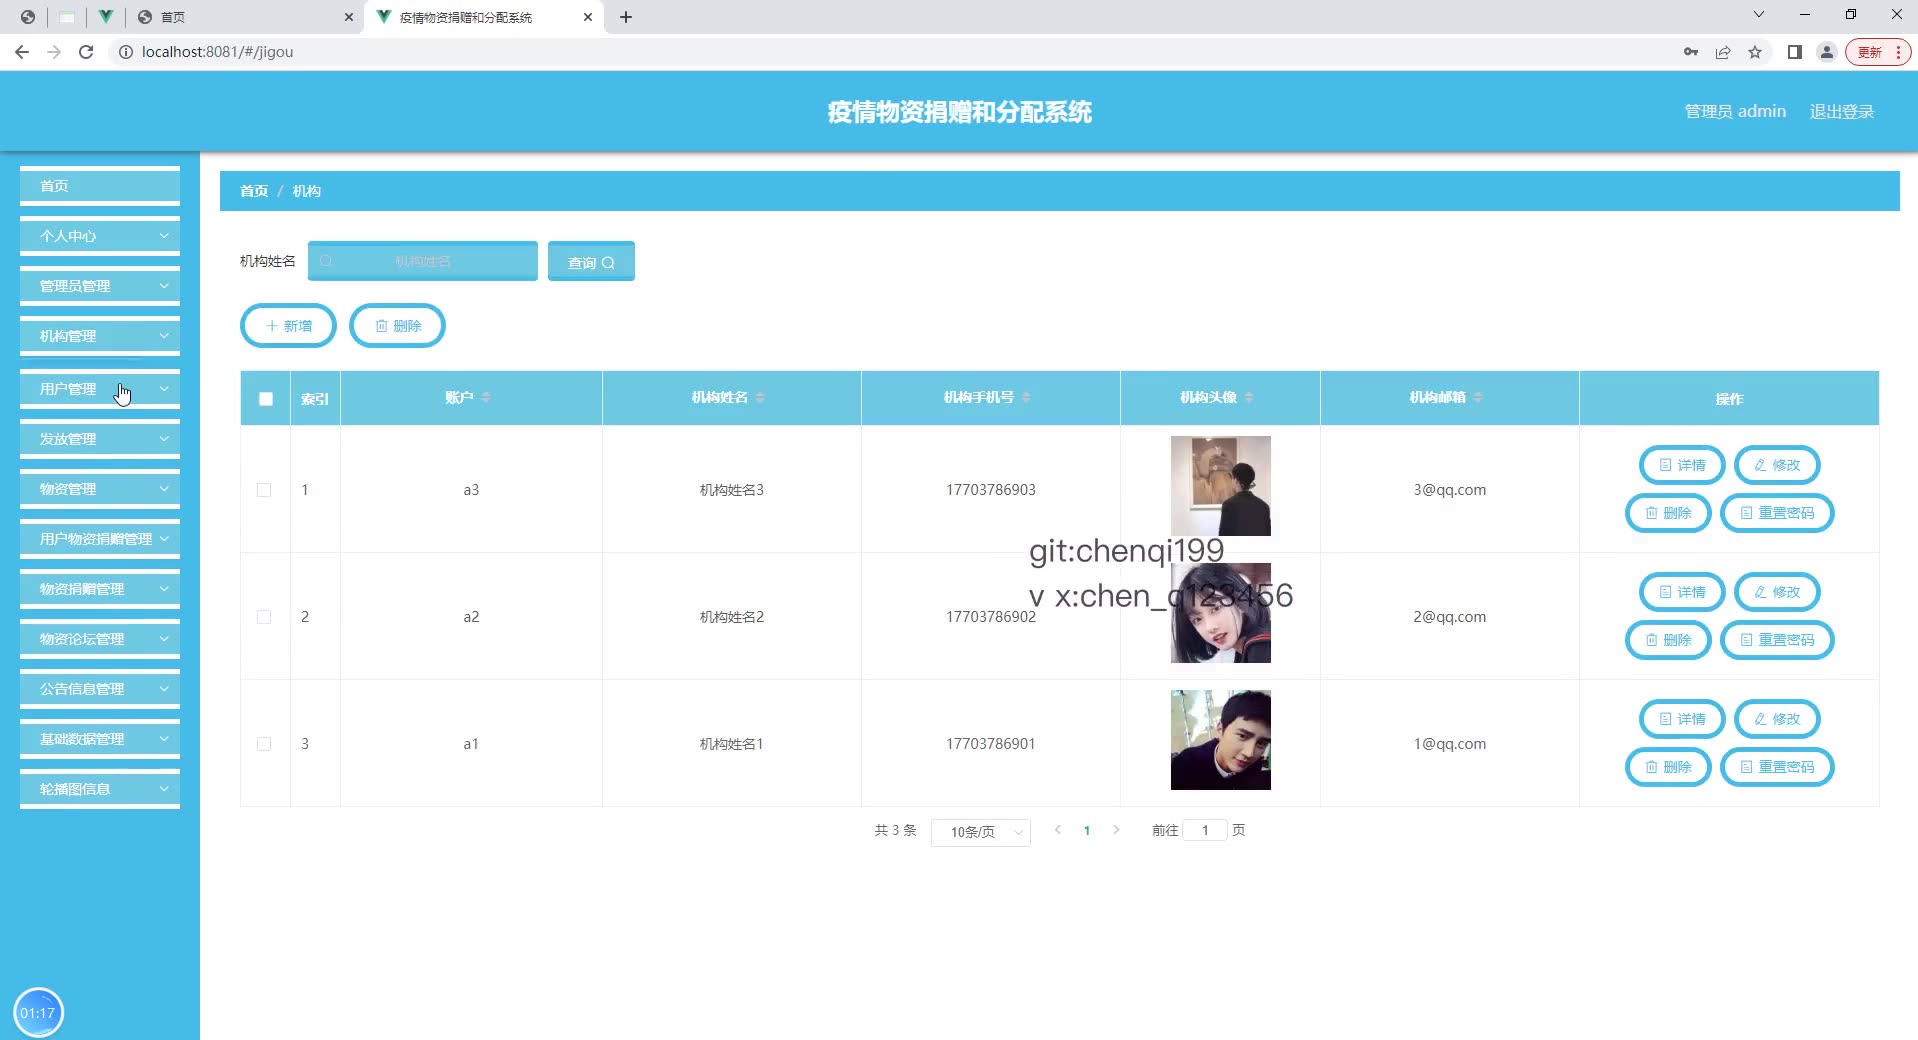 首页
疫情物资捐赠和分配系统
localhost:8081/#/jigou
更新
疫情物资捐赠和分配系统
管理员 admin
退出登录
首页
个人中心
管理员管理
机构管理
用户管理
发放管理
物资管理
用户物资捐赠管理
物资捐赠管理
物资论坛管理
公告信息管理
基础数据管理
轮播图信息
首页 / 机构
机构姓名
机构姓名
查询
新增
删除
索引 账户 机构姓名 机构手机号 机构头像 机构邮箱 操作
1 a3 机构姓名3 17703786903 3@qq.com
详情 修改
删除 重置密码
git:chenqi199
v x:chen_q123456
2 a2 机构姓名2 17703786902 2@qq.com
详情 修改
删除 重置密码
3 a1 机构姓名1 17703786901 1@qq.com
详情 修改
删除 重置密码
共 3 条 10条/页 1 前往 1 页
01:17